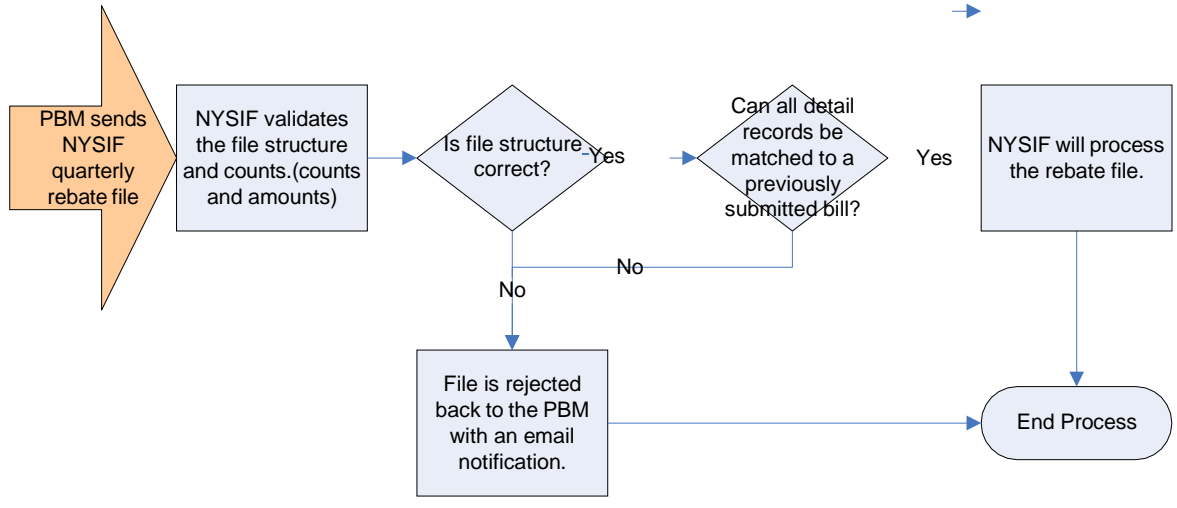 PBM sends
NYSIF
quarterly
rebate file
NYSIF validates
the file structure
and counts.(counts
and amounts)
Is file structure
correct?
Yes
Can all detail
records be
matched to a
previously
submitted bill?
Yes
NYSIF will process
the rebate file.
No
No
File is rejected
back to the PBM
with an email
notification.
End Process